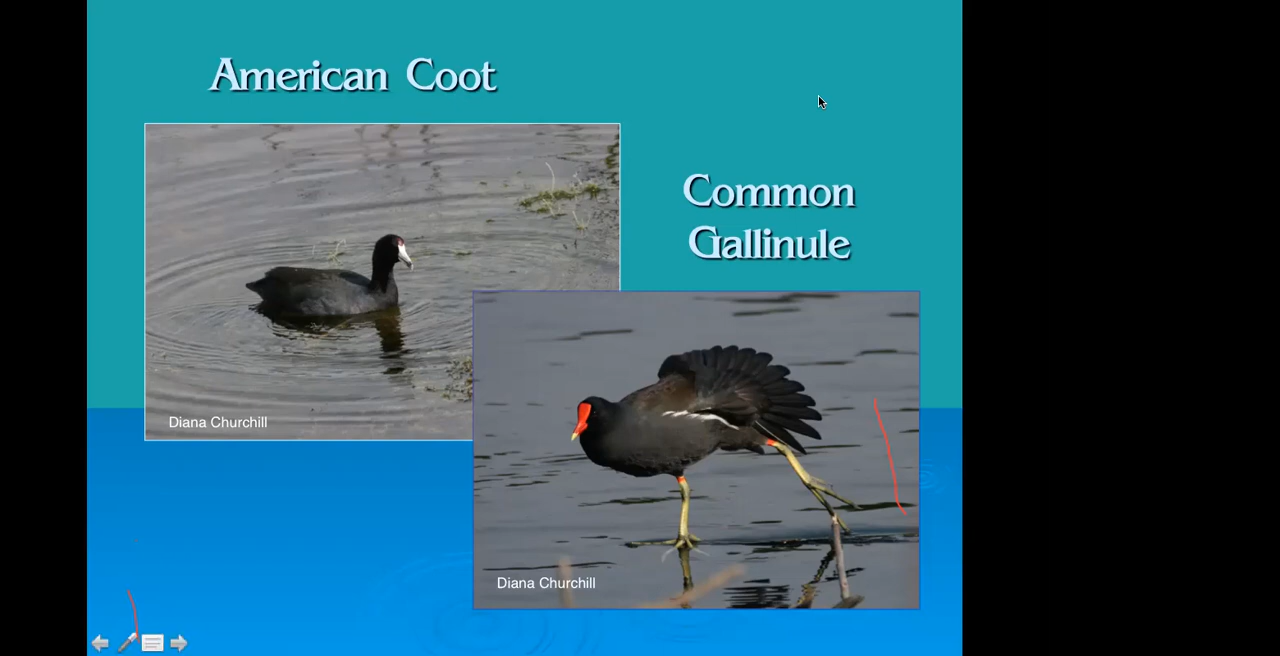 American Coot
Common
Gallinule
Diana Churchill
Diana Churchill